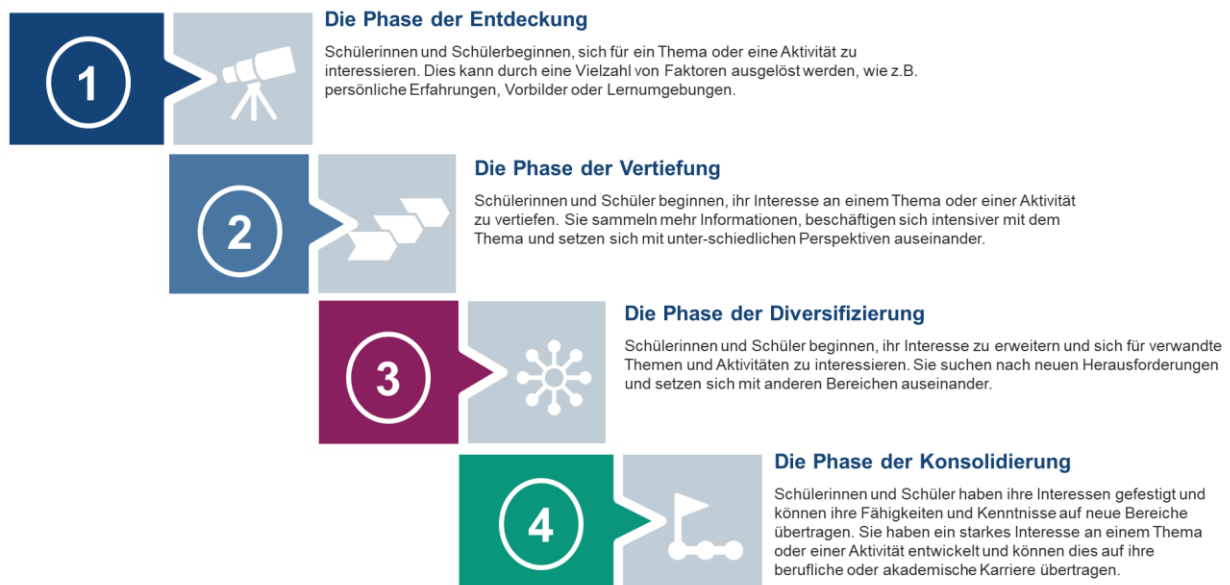 1
Die Phase der Entdeckung
Schülerinnen und Schülerbeginnen, sich für ein Thema oder eine Aktivität zu
interessieren. Dies kann durch eine Vielzahl von Faktoren ausgelöst werden, wie z.B.
persönliche Erfahrungen, Vorbilder oder Lernumgebungen.
2
Die Phase der Vertiefung
Schülerinnen und Schüler beginnen, ihr Interesse an einem Thema oder einer Aktivität
zu vertiefen. Sie sammeln mehr Informationen, beschäftigen sich intensiver mit dem
Thema und setzen sich mit unter-schiedlichen Perspektiven auseinander.
3
Die Phase der Diversifizierung
Schülerinnen und Schüler beginnen, ihr Interesse zu erweitern und sich für verwandte
Themen und Aktivitäten zu interessieren. Sie suchen nach neuen Herausforderungen
und setzen sich mit anderen Bereichen auseinander.
4
Die Phase der Konsolidierung
Schülerinnen und Schüler haben ihre Interessen gefestigt und
können ihre Fähigkeiten und Kenntnisse auf neue Bereiche
übertragen. Sie haben ein starkes Interesse an einem Thema
oder einer Aktivität entwickelt und können dies auf ihre
berufliche oder akademische Karriere übertragen.